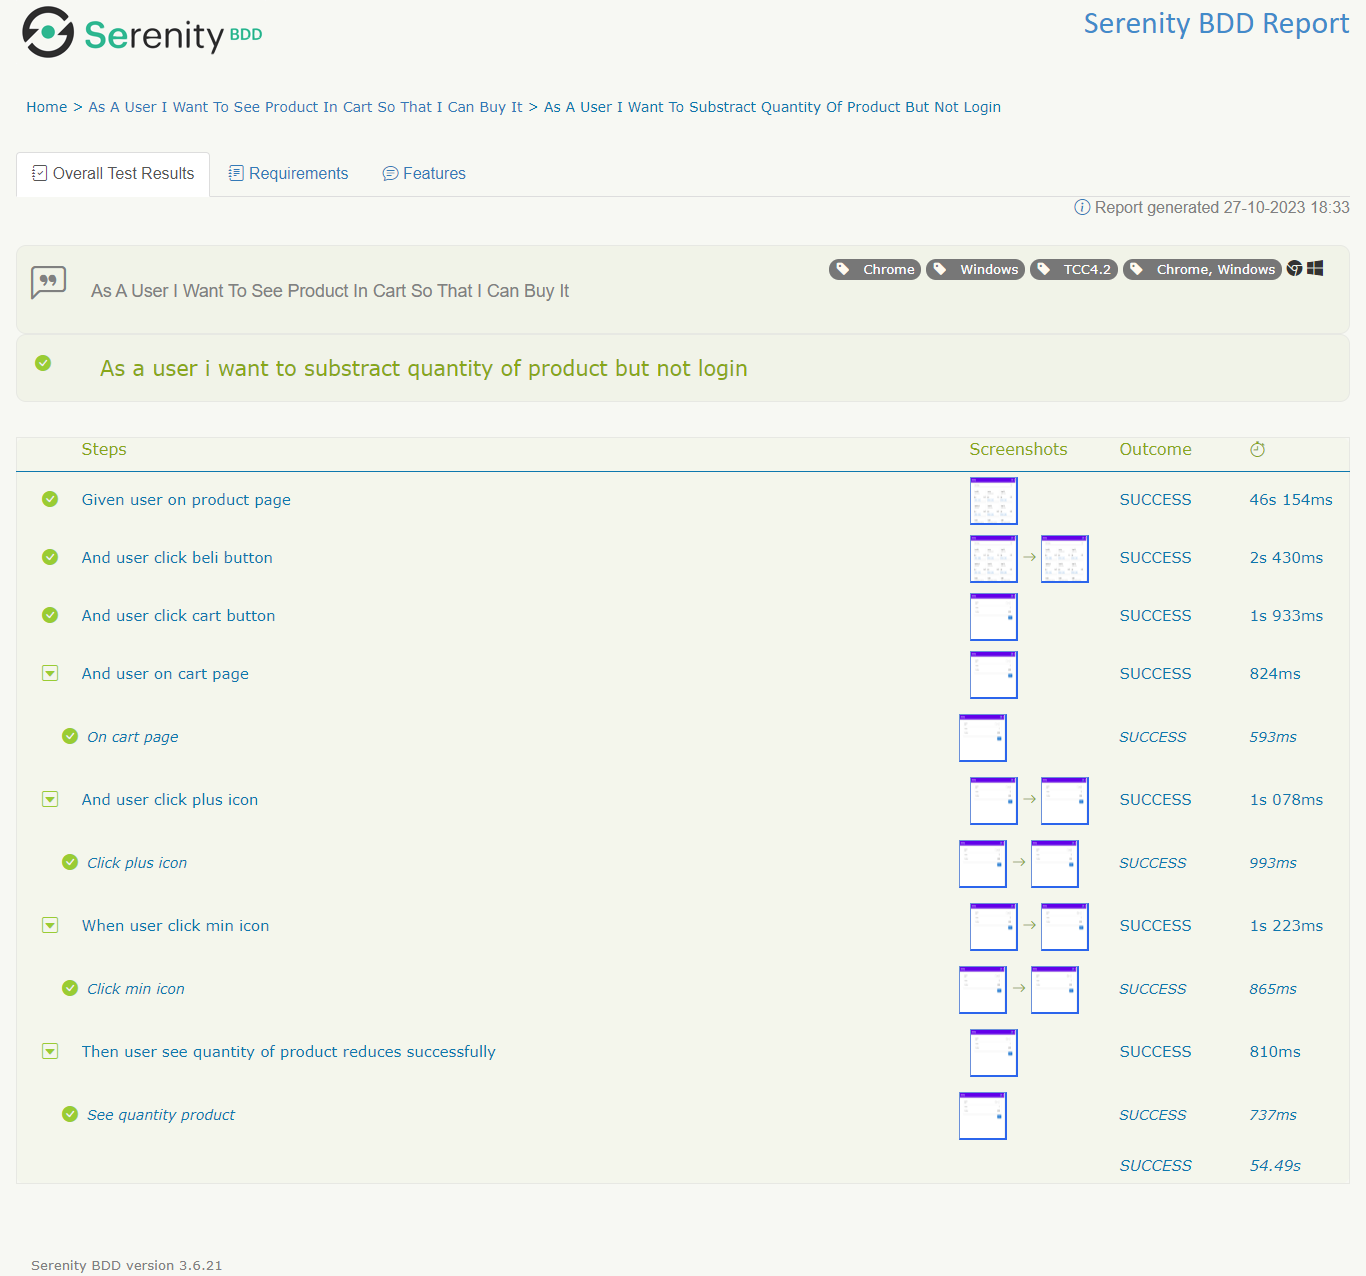 Serenity BDD
Serenity BDD Report
Home > As A User I Want To See Product In Cart So That I Can Buy It > As A User I Want To Substract Quantity Of Product But Not Login
Overall Test Results Requirements Features
Report generated 27-10-2023 18:33
Chrome Windows TCC4.2 Chrome, Windows
As A User I Want To See Product In Cart So That I Can Buy It
As a user i want to substract quantity of product but not login
Steps Screenshots Outcome
Given user on product page SUCCESS 46s 154ms
And user click beli button SUCCESS 2s 430ms
And user click cart button SUCCESS 1s 933ms
And user on cart page SUCCESS 824ms
On cart page SUCCESS 593ms
And user click plus icon SUCCESS 1s 078ms
Click plus icon SUCCESS 993ms
When user click min icon SUCCESS 1s 223ms
Click min icon SUCCESS 865ms
Then user see quantity of product reduces successfully SUCCESS 810ms
See quantity product SUCCESS 737ms
SUCCESS 54.49s
Serenity BDD version 3.6.21